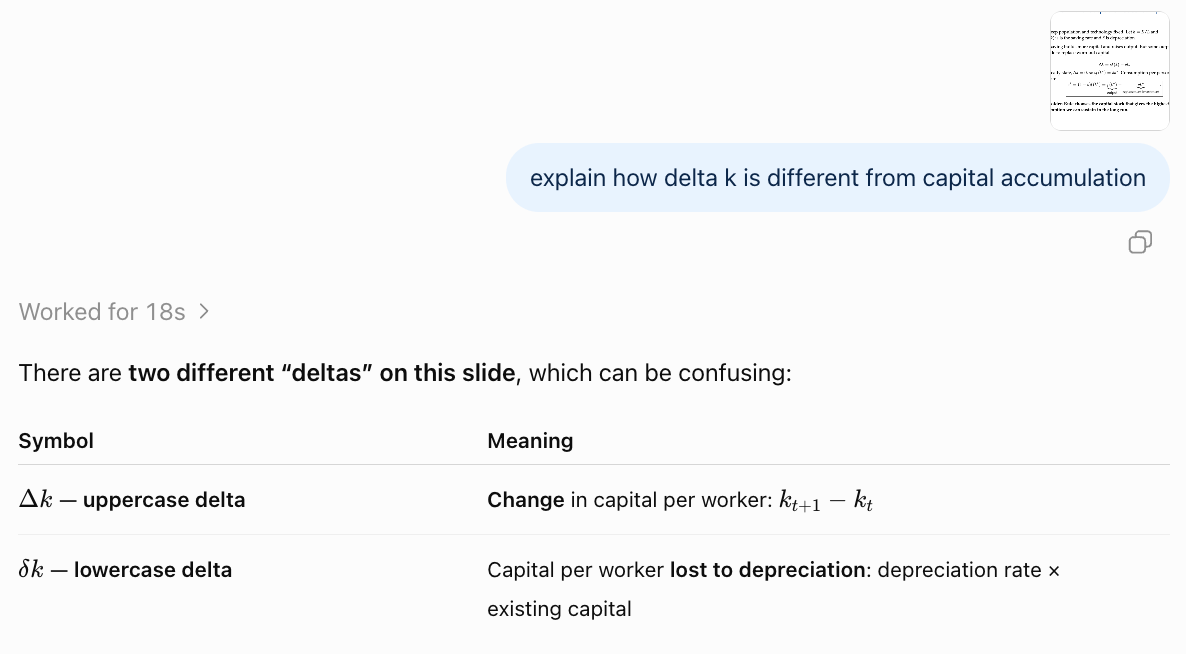 explain how delta k is different from capital accumulation
Worked for 18s
There are two different “deltas” on this slide, which can be confusing:
Symbol Meaning
Δk — uppercase delta Change in capital per worker: kₜ₊₁ − kₜ
δk — lowercase delta Capital per worker lost to depreciation: depreciation rate ×
existing capital